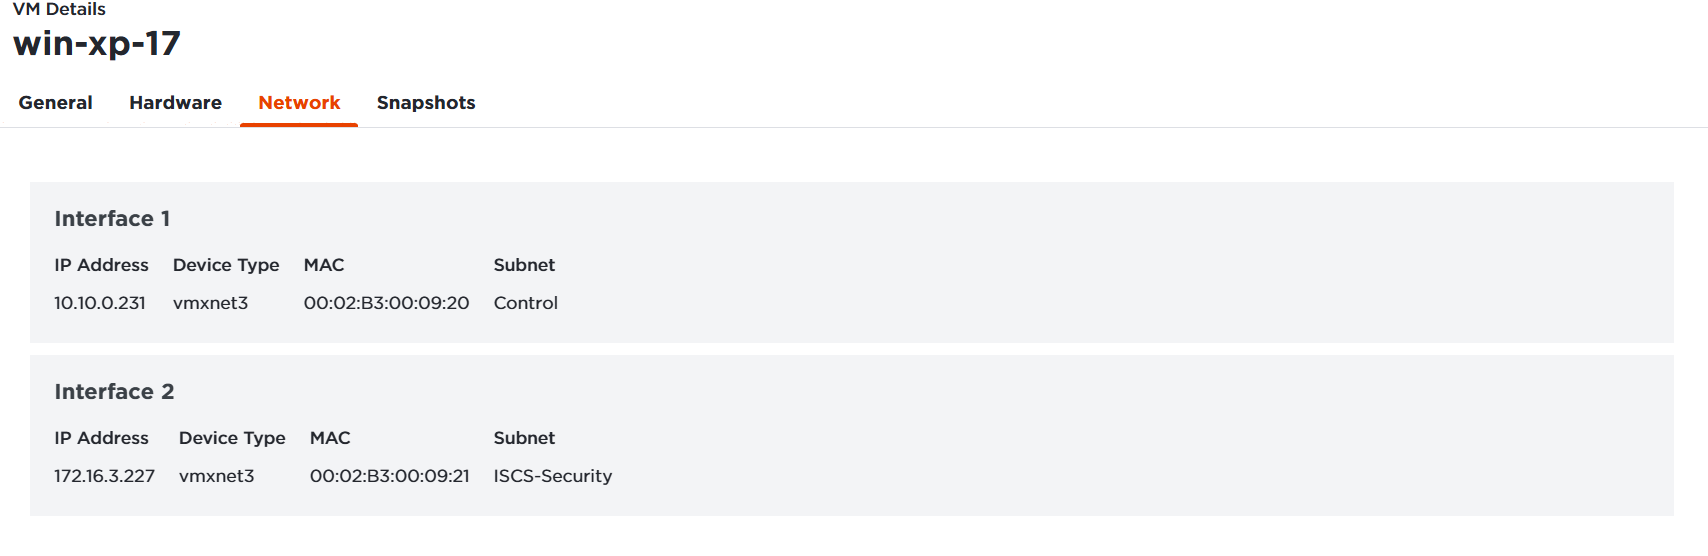 VM Details
win-xp-17
General Hardware Network Snapshots
Interface 1
IP Address Device Type MAC Subnet
10.10.0.231 vmxnet3 00:02:B3:00:09:20 Control
Interface 2
IP Address Device Type MAC Subnet
172.16.3.227 vmxnet3 00:02:B3:00:09:21 ISCS-Security